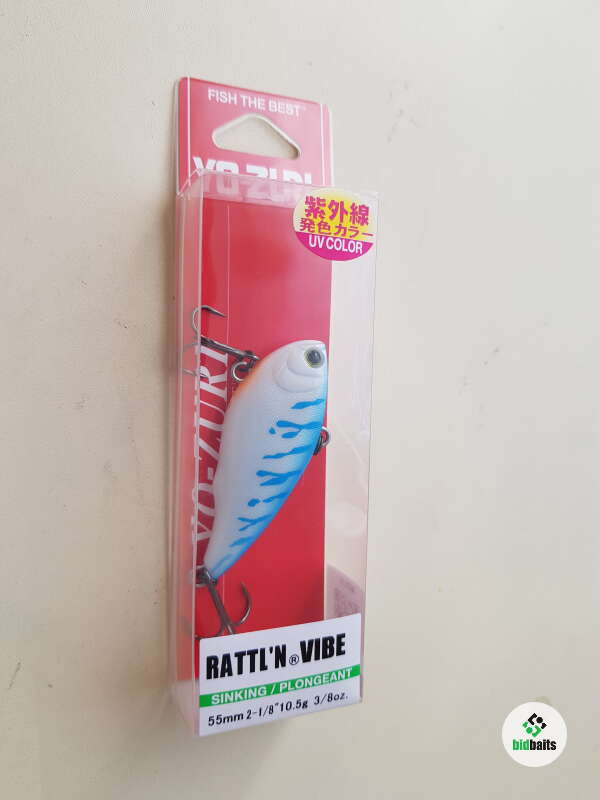 FISH THE BEST™
YO-ZURI
紫外線
発色カラー
UV COLOR
YO-ZURI
RATTL'N® VIBE
SINKING / PLONGEANT
55mm 2-1/8" 10.5g 3/8oz.
bidbaits